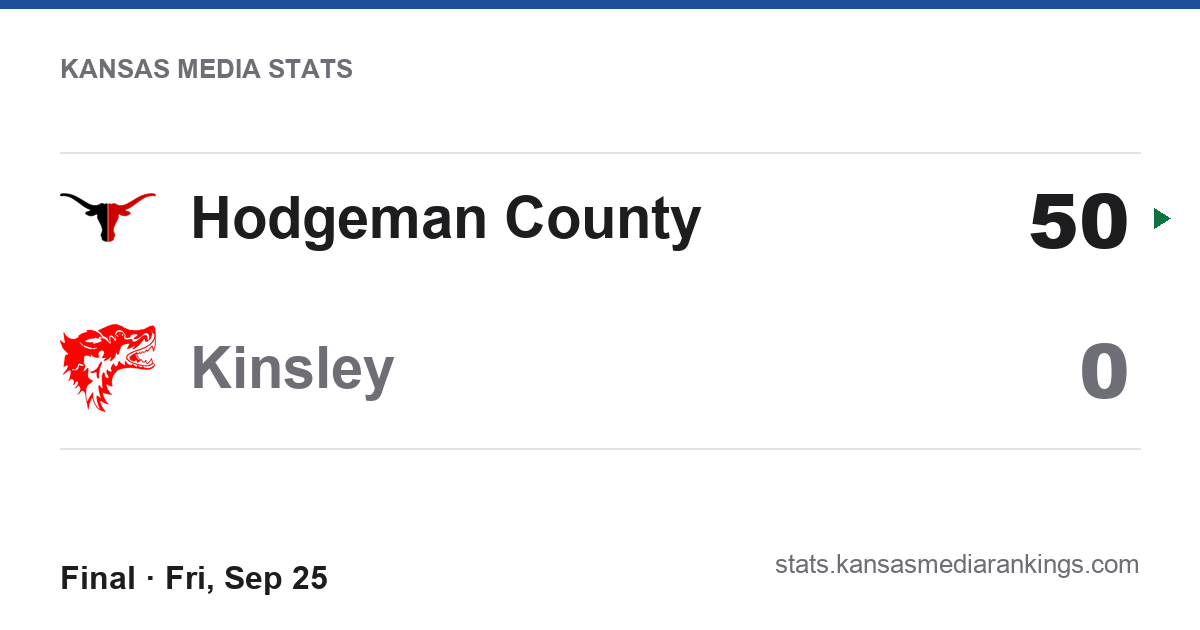 KANSAS MEDIA STATS
Hodgeman County 50
Kinsley 0
Final · Fri, Sep 25
stats.kansasmediarankings.com